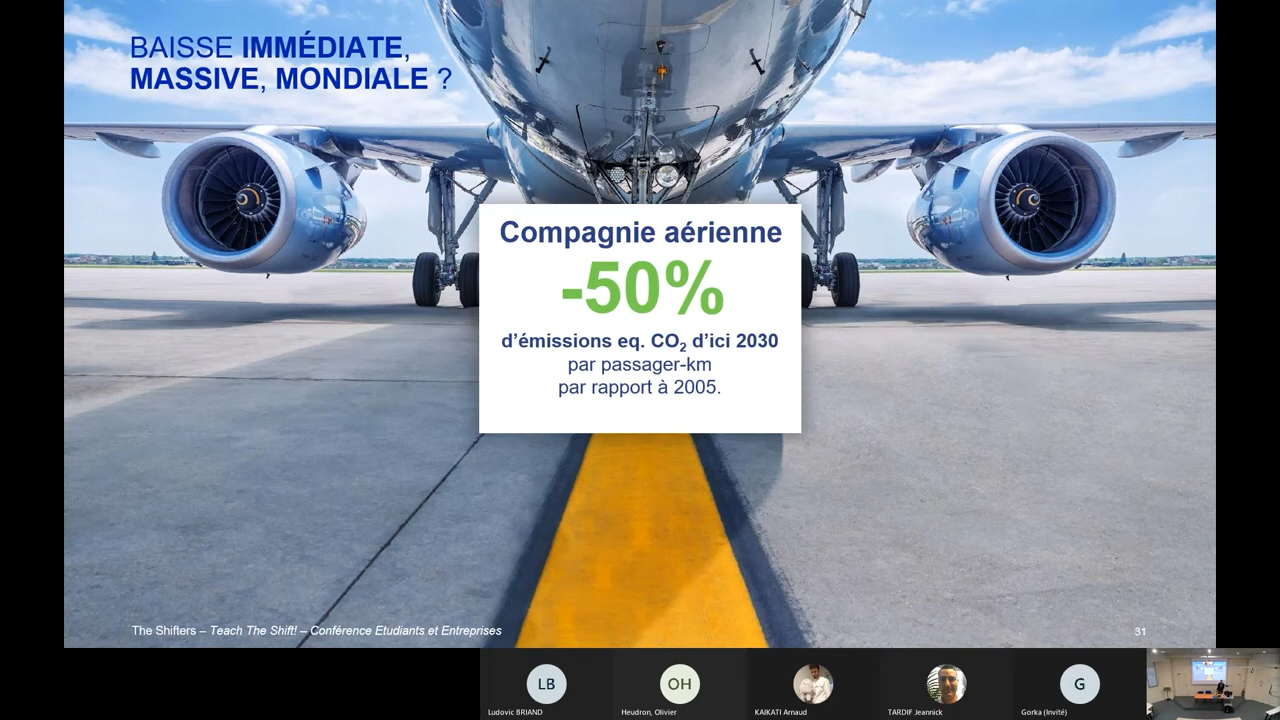 BAISSE IMMÉDIATE,
MASSIVE, MONDIALE ?
Compagnie aérienne
-50%
d’émissions eq. CO₂ d’ici 2030
par passager-km
par rapport à 2005.
The Shifters – Teach The Shift! – Conférence Etudiants et Entreprises
31
LB
OH
G
Ludovic BRIAND
Heudron, Olivier
KAIKATI Arnaud
TARDIF Jeannick
Gorka (Invité)